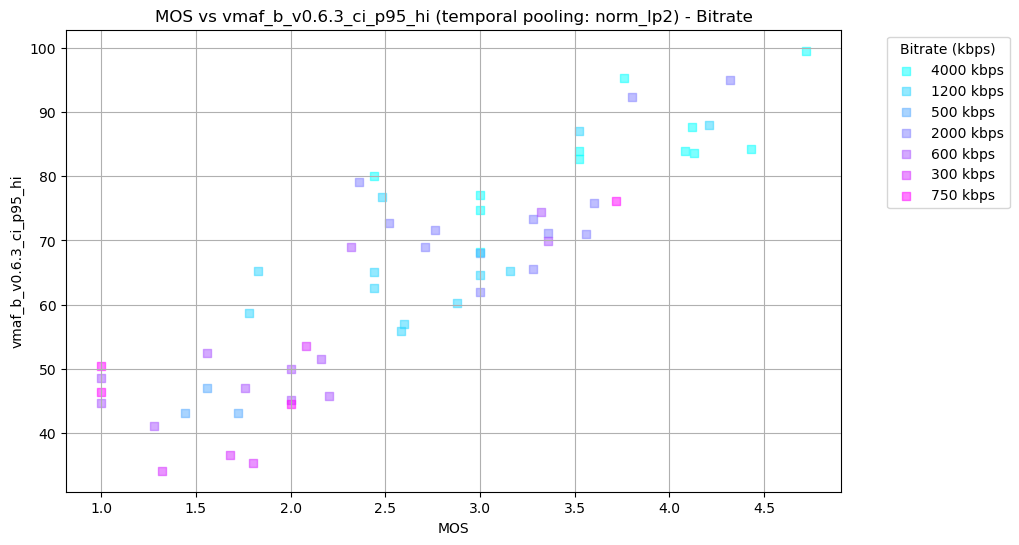 MOS vs vmaf_b_v0.6.3_ci_p95_hi (temporal pooling: norm_lp2) - Bitrate
vmaf_b_v0.6.3_ci_p95_hi
100
90
80
70
60
50
40
1.0 1.5 2.0 2.5 3.0 3.5 4.0 4.5
MOS
Bitrate (kbps)
4000 kbps
1200 kbps
500 kbps
2000 kbps
600 kbps
300 kbps
750 kbps